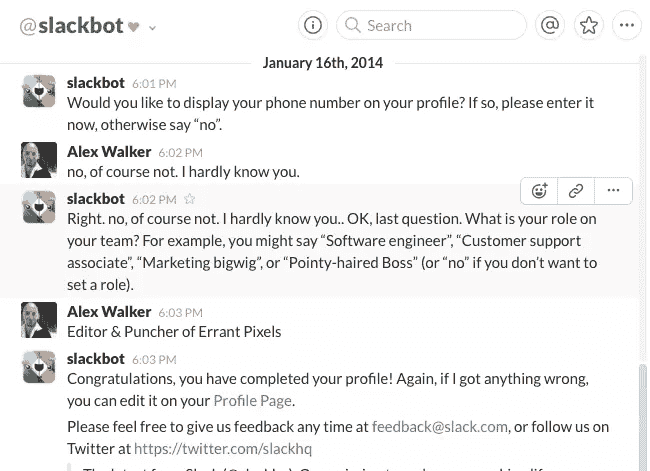 @slackbot
Search
January 16th, 2014
slackbot 6:01 PM
Would you like to display your phone number on your profile? If so, please enter it
now, otherwise say “no”.
Alex Walker 6:02 PM
no, of course not. I hardly know you.
slackbot 6:02 PM
Right. no, of course not. I hardly know you.. OK, last question. What is your role on
your team? For example, you might say “Software engineer”, “Customer support
associate”, “Marketing bigwig”, or “Pointy-haired Boss” (or “no” if you don’t want to
set a role).
Alex Walker 6:03 PM
Editor & Puncher of Errant Pixels
slackbot 6:03 PM
Congratulations, you have completed your profile! Again, if I got anything wrong,
you can edit it on your Profile Page.
Please feel free to give us feedback any time at feedback@slack.com, or follow us on
Twitter at https://twitter.com/slackhq